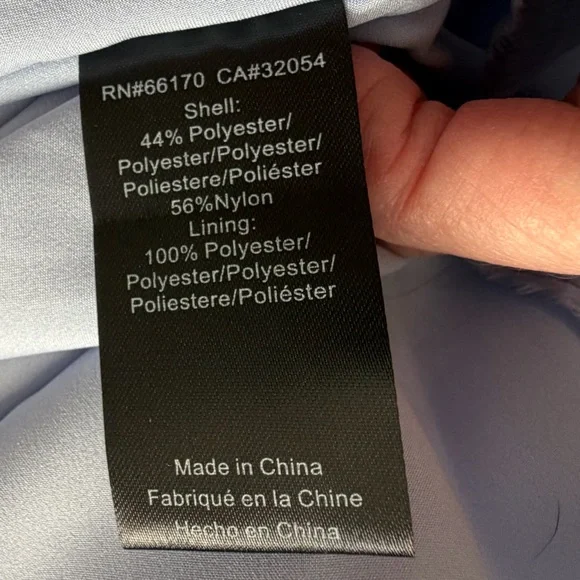 RN#66170 CA#32054
Shell:
44% Polyester/
Polyester/Polyester/
Poliestere/Poliéster
56%Nylon
Lining:
100% Polyester/
Polyester/Polyester/
Poliestere/Poliéster
Made in China
Fabriqué en la Chine
Hecho en China